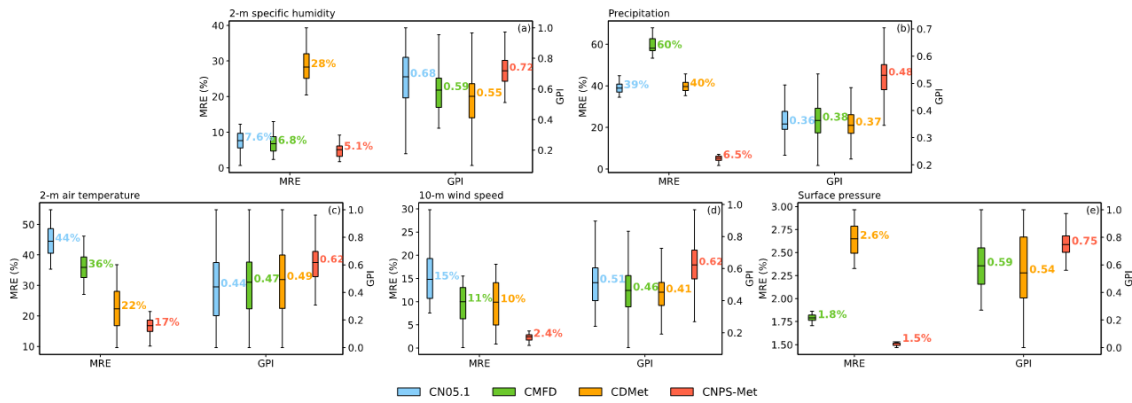 2-m specific humidity
(a)
MRE (%)
40
30
20
10
0
7.6%
6.8%
28%
5.1%
0.68
0.59
0.55
0.72
1.0
0.8
0.6
0.4
0.2
GPI
MRE
GPI
Precipitation
(b)
MRE (%)
60
40
20
0
39%
60%
40%
6.5%
0.36
0.38
0.37
0.48
0.7
0.6
0.5
0.4
0.3
0.2
GPI
MRE
GPI
2-m air temperature
(c)
MRE (%)
50
40
30
20
10
44%
36%
22%
17%
0.44
0.47
0.49
0.62
1.0
0.8
0.6
0.4
0.2
0.0
GPI
MRE
GPI
10-m wind speed
(d)
MRE (%)
30
25
20
15
10
5
0
15%
11%
10%
2.4%
0.51
0.46
0.41
0.62
1.0
0.8
0.6
0.4
0.2
GPI
MRE
GPI
Surface pressure
(e)
MRE (%)
3.00
2.75
2.50
2.25
2.00
1.75
1.50
1.8%
2.6%
1.5%
0.59
0.54
0.75
1.0
0.8
0.6
0.4
0.2
0.0
GPI
MRE
GPI
CN05.1
CMFD
CDMet
CNPS-Met